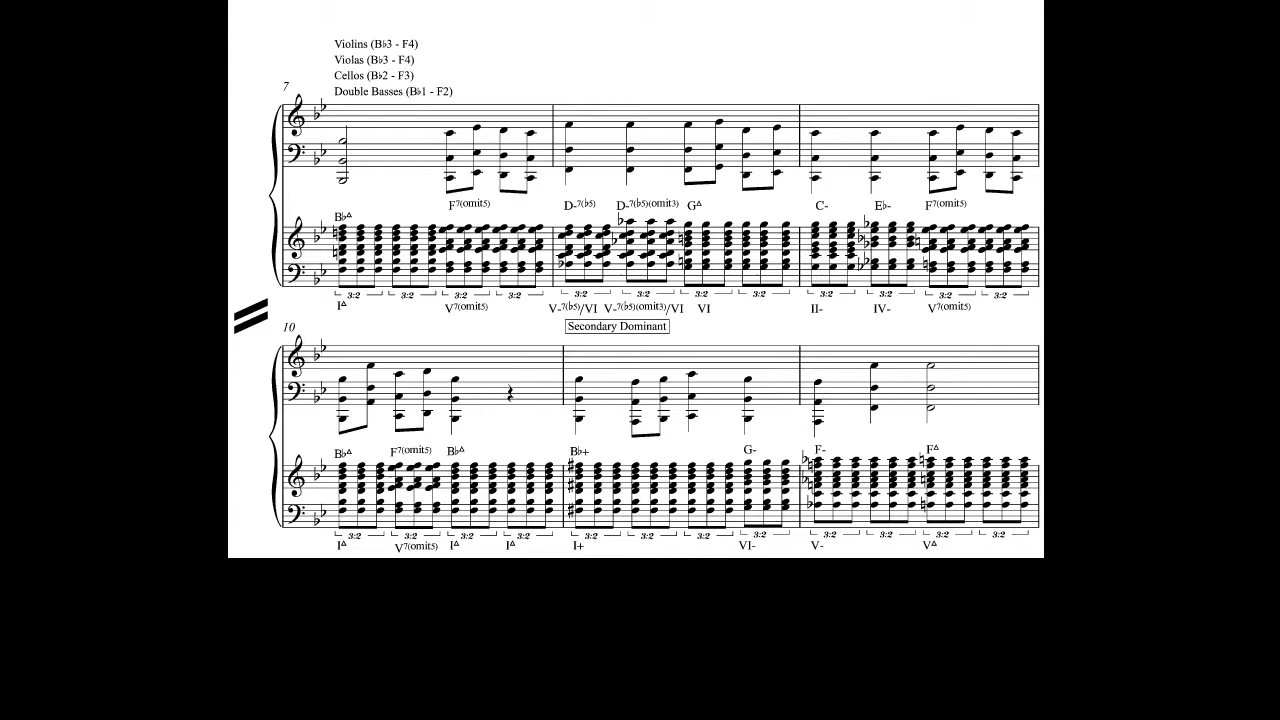 Violins (B♭3 - F4)
Violas (B♭3 - F4)
Cellos (B♭2 - F3)
Double Basses (B♭1 - F2)
7
F7(omit5) D-7(♭5) D-7(♭5)(omit3) G△ C- E♭- F7(omit5)
B♭△
3:2 3:2 3:2 3:2 3:2 3:2 3:2 3:2 3:2 3:2 3:2 3:2
I△ V7(omit5) V-7(♭5)/VI V-7(♭5)(omit3)/VI VI II- IV- V7(omit5)
Secondary Dominant
10
B♭△ F7(omit5) B♭△ B♭+ G- F- F△
3:2 3:2 3:2 3:2 3:2 3:2 3:2 3:2 3:2 3:2 3:2 3:2
I△ V7(omit5) I△ I△ I+ VI- V- V△